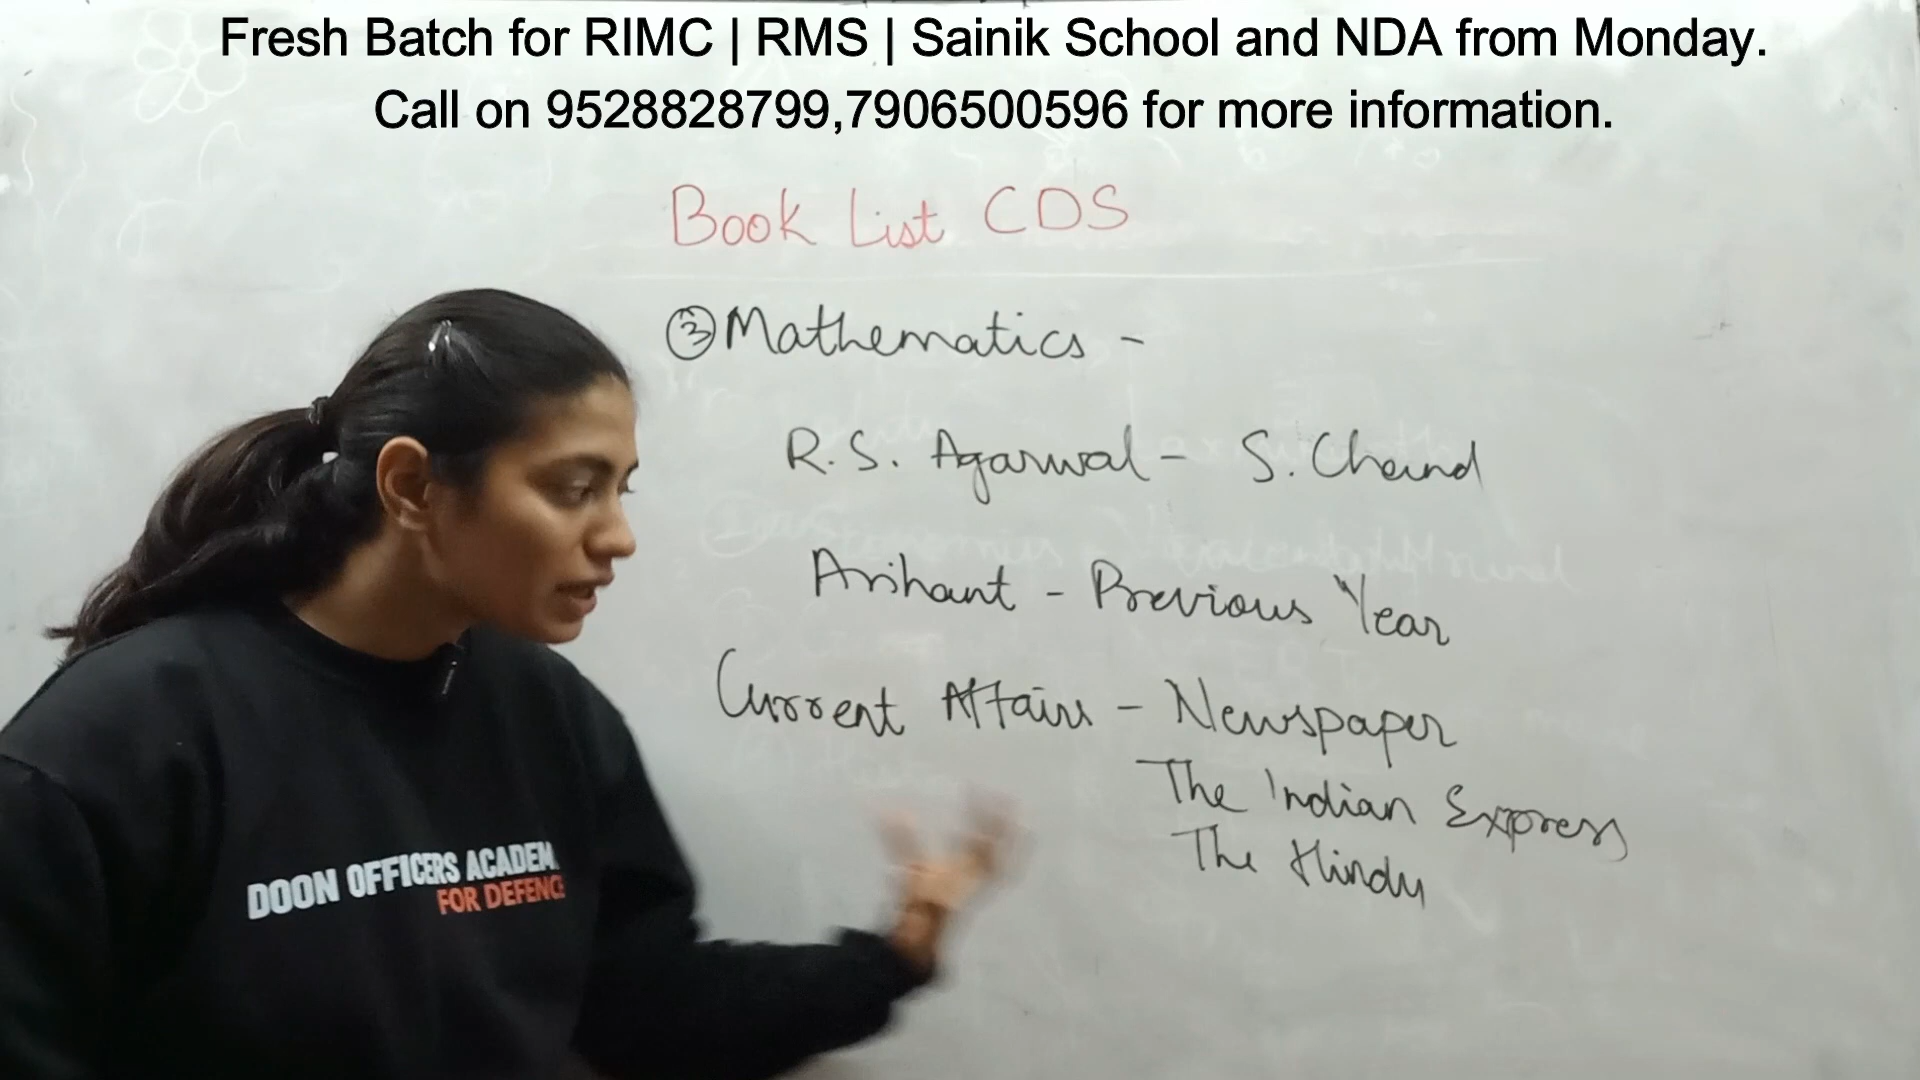 Fresh Batch for RIMC | RMS | Sainik School and NDA from Monday.
Call on 9528828799,7906500596 for more information.
Book List CDS
③ Mathematics -
R.S. Agarwal - S. Chand
Arihant - Previous Year
Current Affairs - Newspaper
The Indian Express
The Hindu
DOON OFFICERS ACADEM
FOR DEFENC